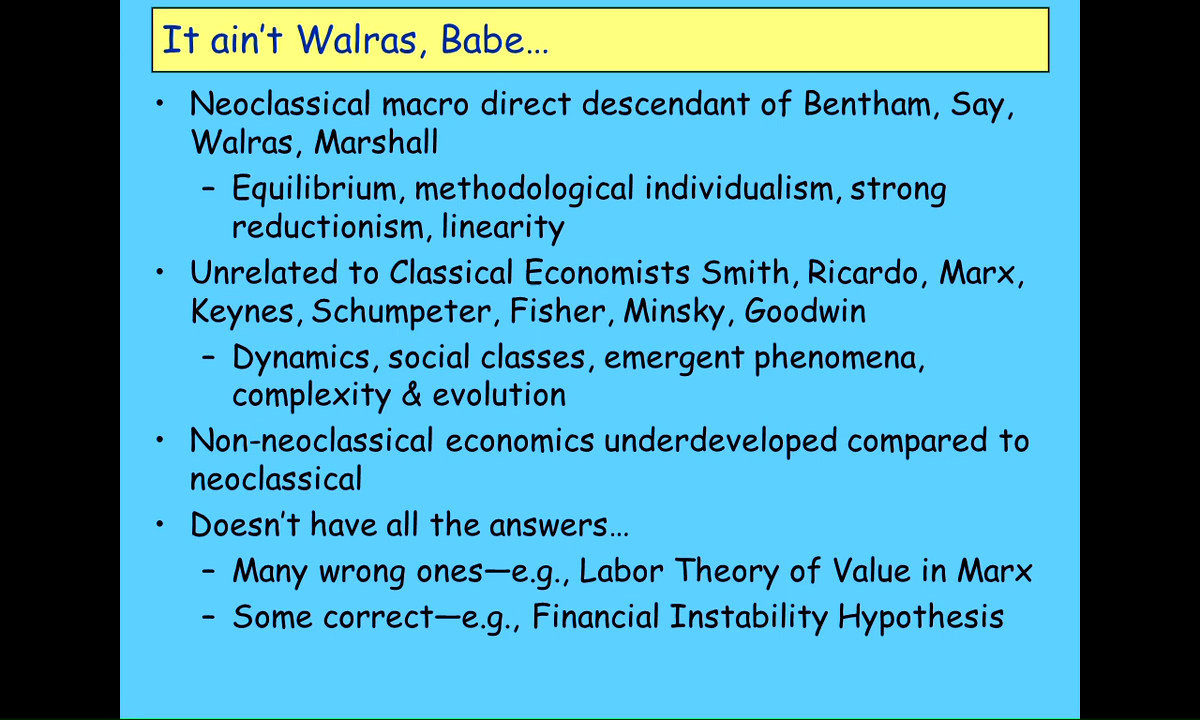 It ain't Walras, Babe…
• Neoclassical macro direct descendant of Bentham, Say,
Walras, Marshall
– Equilibrium, methodological individualism, strong
reductionism, linearity
• Unrelated to Classical Economists Smith, Ricardo, Marx,
Keynes, Schumpeter, Fisher, Minsky, Goodwin
– Dynamics, social classes, emergent phenomena,
complexity & evolution
• Non-neoclassical economics underdeveloped compared to
neoclassical
• Doesn't have all the answers…
– Many wrong ones—e.g., Labor Theory of Value in Marx
– Some correct—e.g., Financial Instability Hypothesis